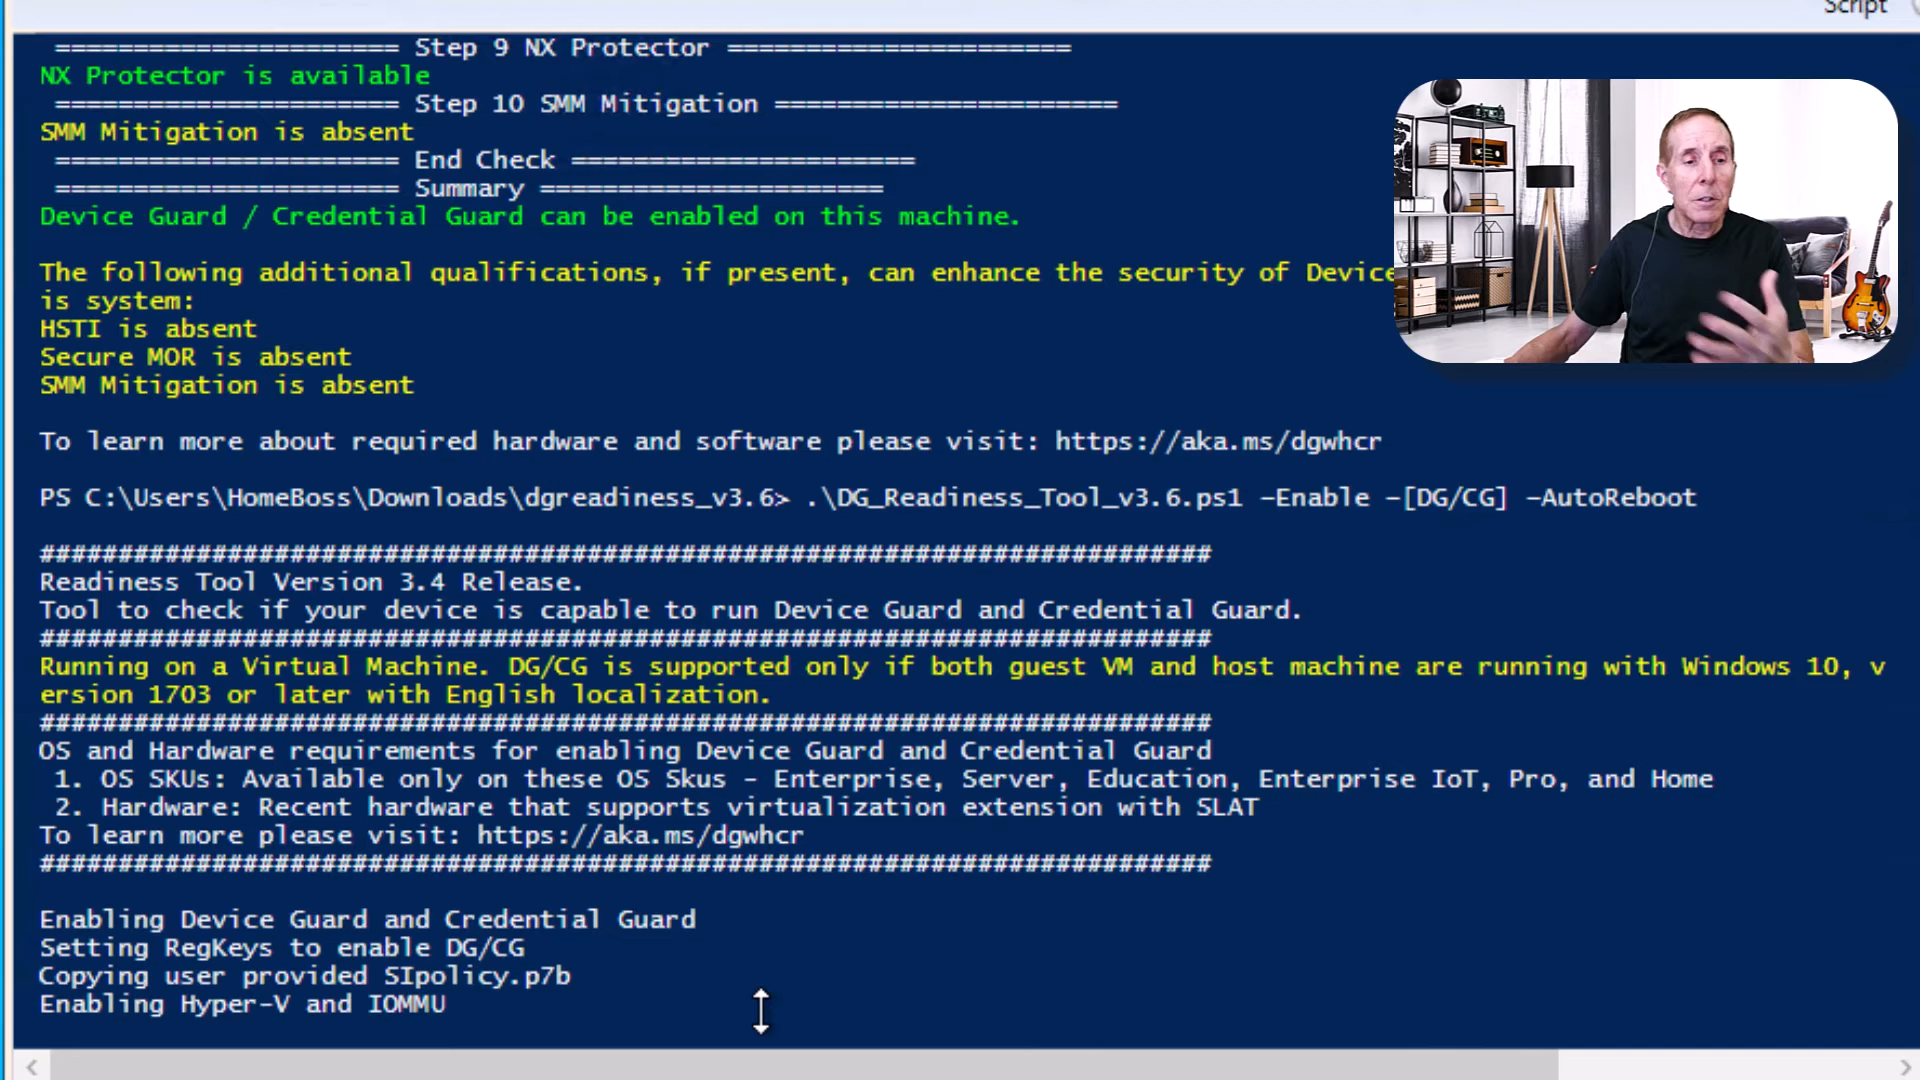 Script
====================== Step 9 NX Protector ======================
NX Protector is available
====================== Step 10 SMM Mitigation ======================
SMM Mitigation is absent
====================== End Check ======================
====================== Summary ======================
Device Guard / Credential Guard can be enabled on this machine.
The following additional qualifications, if present, can enhance the security of Device
is system:
HSTI is absent
Secure MOR is absent
SMM Mitigation is absent
To learn more about required hardware and software please visit: https://aka.ms/dgwhcr
PS C:\Users\HomeBoss\Downloads\dgreadiness_v3.6> .\DG_Readiness_Tool_v3.6.ps1 -Enable -[DG/CG] -AutoReboot
###########################################################################
Readiness Tool Version 3.4 Release.
Tool to check if your device is capable to run Device Guard and Credential Guard.
###########################################################################
Running on a Virtual Machine. DG/CG is supported only if both guest VM and host machine are running with Windows 10, v
ersion 1703 or later with English localization.
###########################################################################
OS and Hardware requirements for enabling Device Guard and Credential Guard
1. OS SKUs: Available only on these OS Skus - Enterprise, Server, Education, Enterprise IoT, Pro, and Home
2. Hardware: Recent hardware that supports virtualization extension with SLAT
To learn more please visit: https://aka.ms/dgwhcr
###########################################################################
Enabling Device Guard and Credential Guard
Setting RegKeys to enable DG/CG
Copying user provided SIpolicy.p7b
Enabling Hyper-V and IOMMU